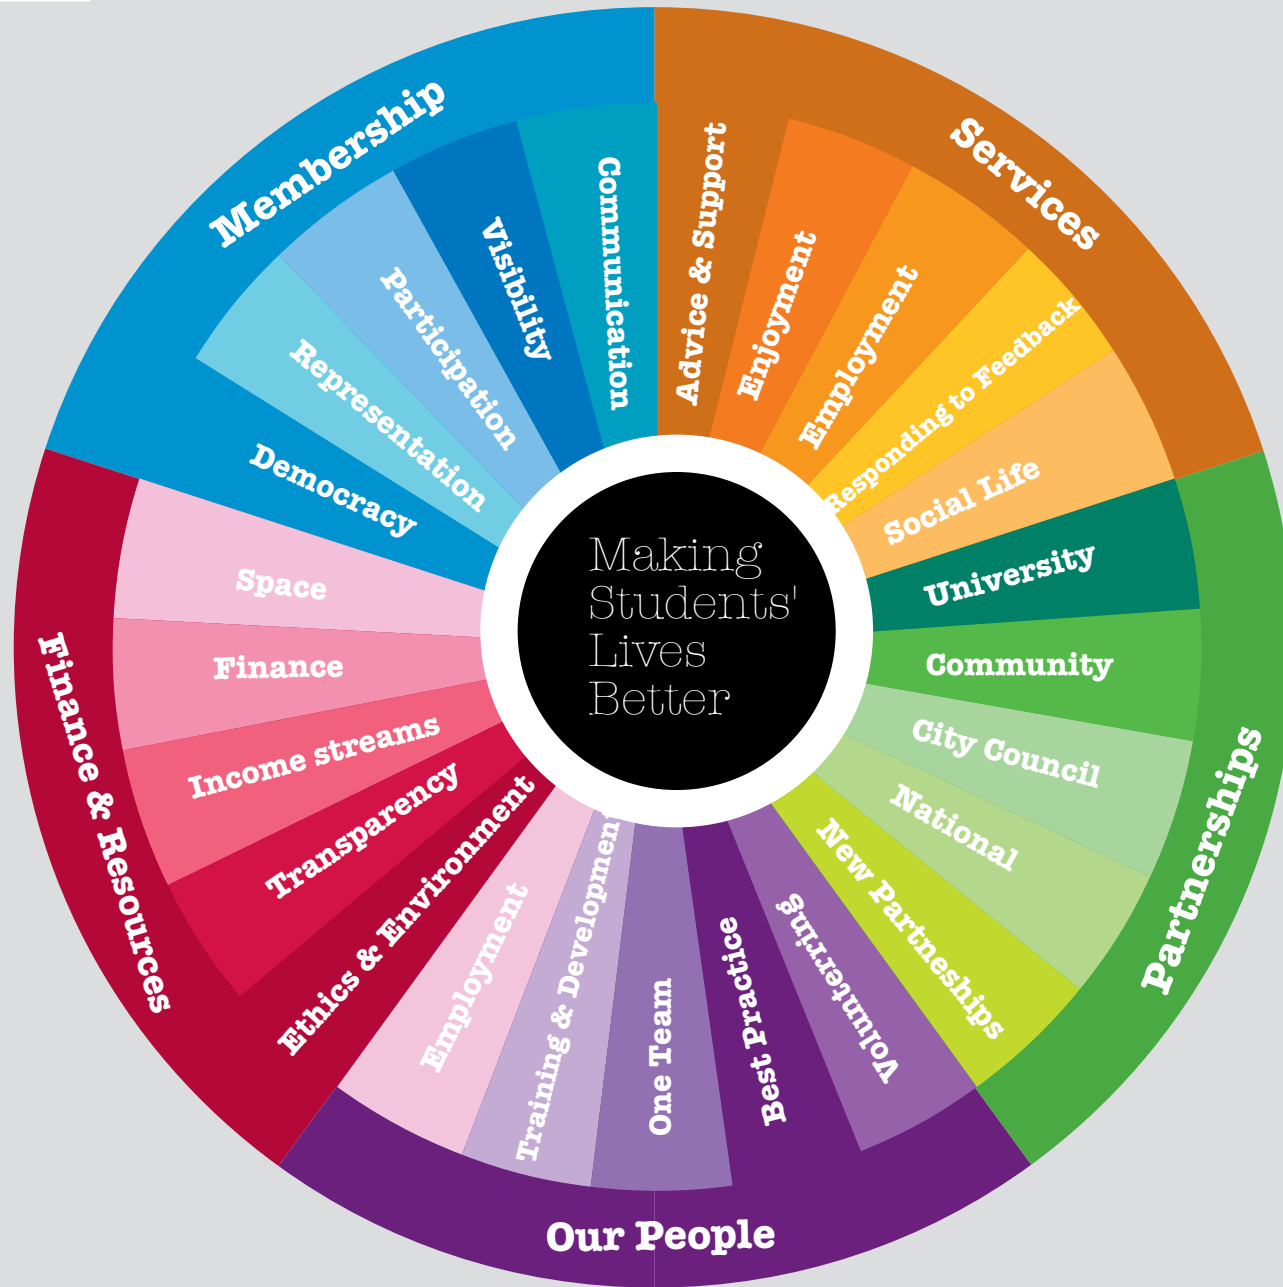 Making
Students'
Lives
Better
Membership
Democracy
Representation
Participation
Visibility
Communication
Services
Advice & Support
Enjoyment
Employment
Responding to Feedback
Social Life
Partnerships
University
Community
City Council
National
New Partneships
Our People
Volunterring
Best Practice
One Team
Training & Development
Employment
Finance & Resources
Ethics & Environment
Transparency
Income streams
Finance
Space